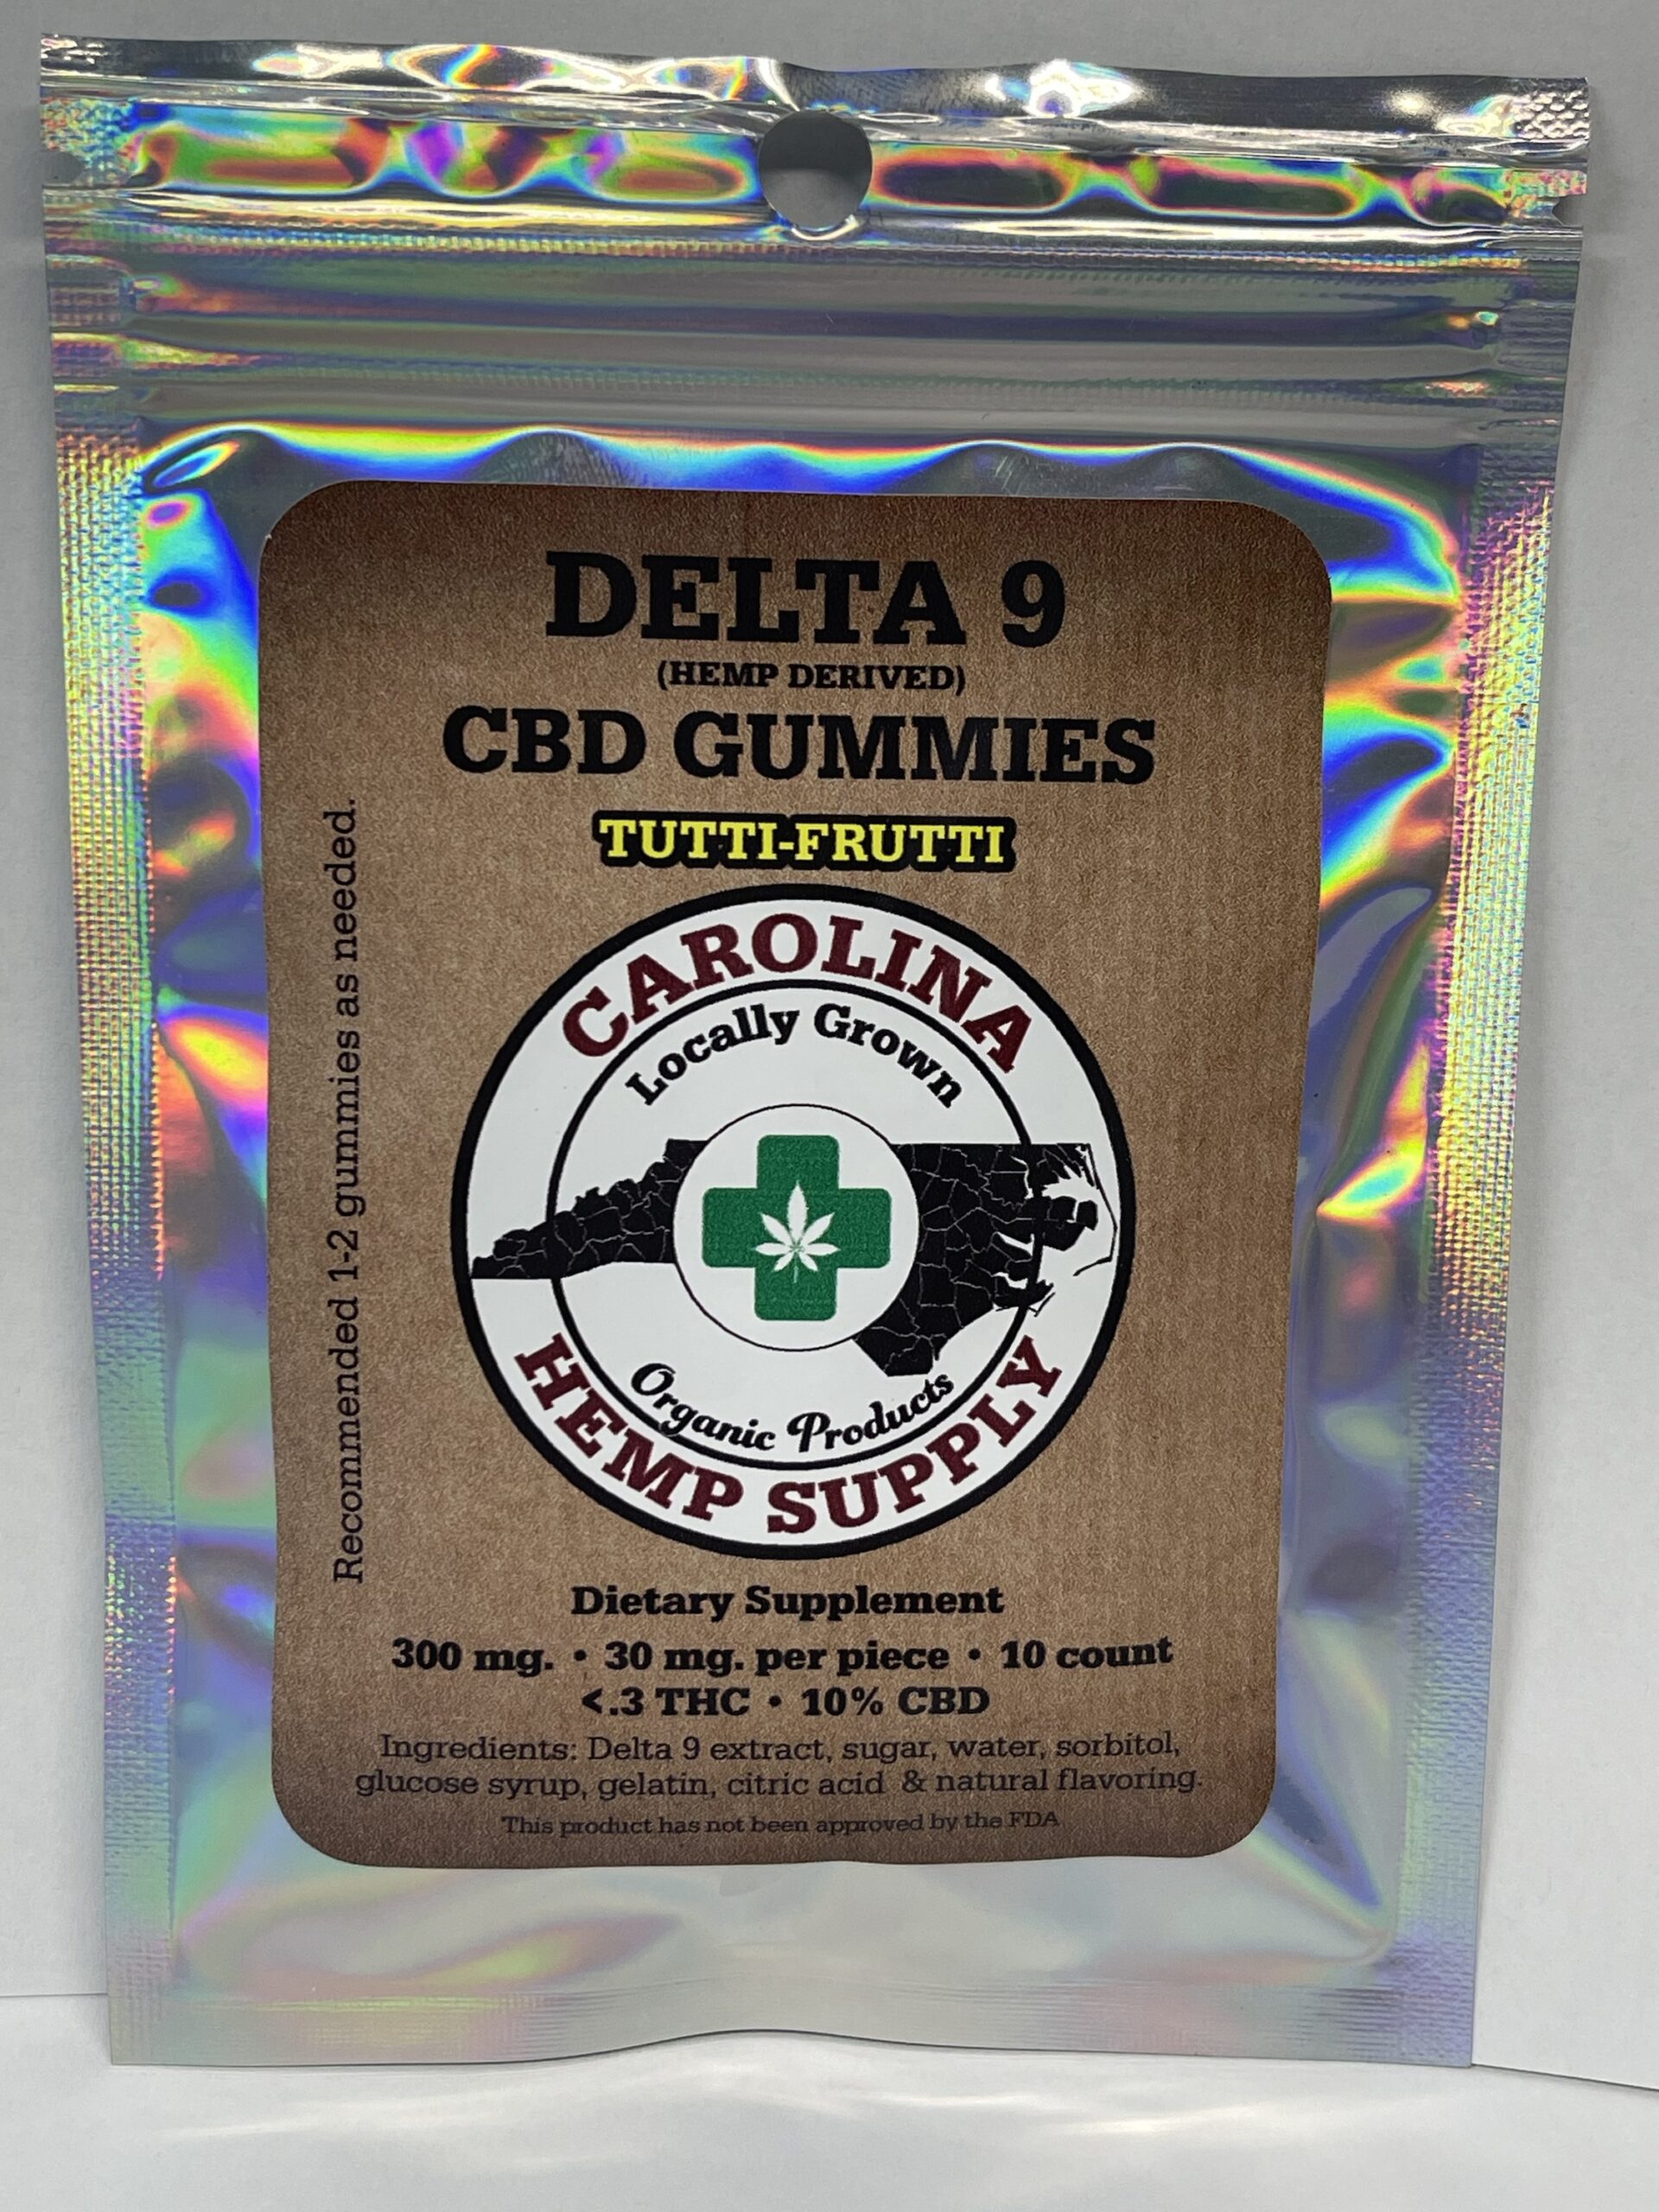 DELTA 9
(HEMP DERIVED)
CBD GUMMIES
TUTTI-FRUTTI
CAROLINA
Locally Grown
Organic Products
HEMP SUPPLY
Recommended 1-2 gummies as needed.
Dietary Supplement
300 mg. • 30 mg. per piece • 10 count
<.3 THC • 10% CBD
Ingredients: Delta 9 extract, sugar, water, sorbitol,
glucose syrup, gelatin, citric acid & natural flavoring.
This product has not been approved by the FDA